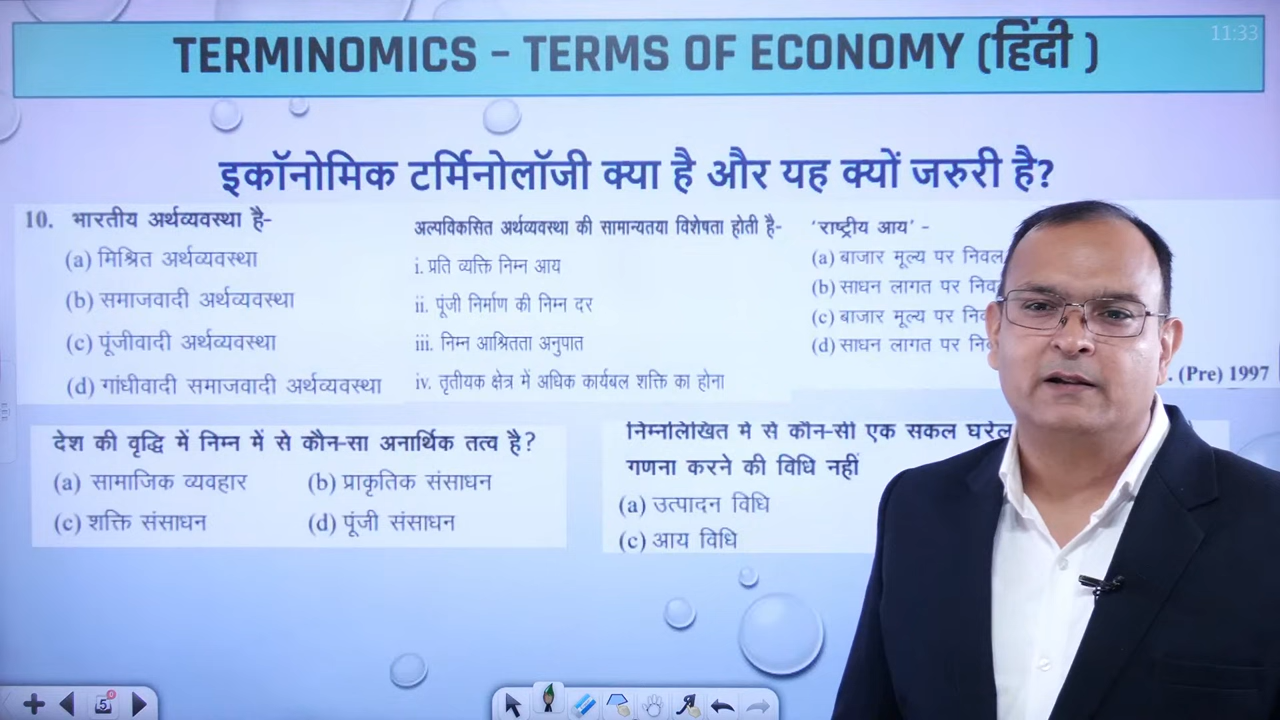 TERMINOMICS – TERMS OF ECONOMY (हिंदी )
11:33
इकॉनोमिक टर्मिनोलॉजी क्या है और यह क्यों जरुरी है?
10. भारतीय अर्थव्यवस्था है-
(a) मिश्रित अर्थव्यवस्था
(b) समाजवादी अर्थव्यवस्था
(c) पूंजीवादी अर्थव्यवस्था
(d) गांधीवादी समाजवादी अर्थव्यवस्था
अल्पविकसित अर्थव्यवस्था की सामान्यतया विशेषता होती है-
i. प्रति व्यक्ति निम्न आय
ii. पूंजी निर्माण की निम्न दर
iii. निम्न आश्रितता अनुपात
iv. तृतीयक क्षेत्र में अधिक कार्यबल शक्ति का होना
'राष्ट्रीय आय' -
(a) बाजार मूल्य पर निवल
(b) साधन लागत पर
(c) बाजार मूल्य पर
(d) साधन लागत पर
. (Pre) 1997
देश की वृद्धि में निम्न में से कौन-सा अनार्थिक तत्व है?
(a) सामाजिक व्यवहार (b) प्राकृतिक संसाधन
(c) शक्ति संसाधन (d) पूंजी संसाधन
निम्नलिखित में से कौन-सी एक सकल
गणना करने की विधि नहीं
(a) उत्पादन विधि
(c) आय विधि
5